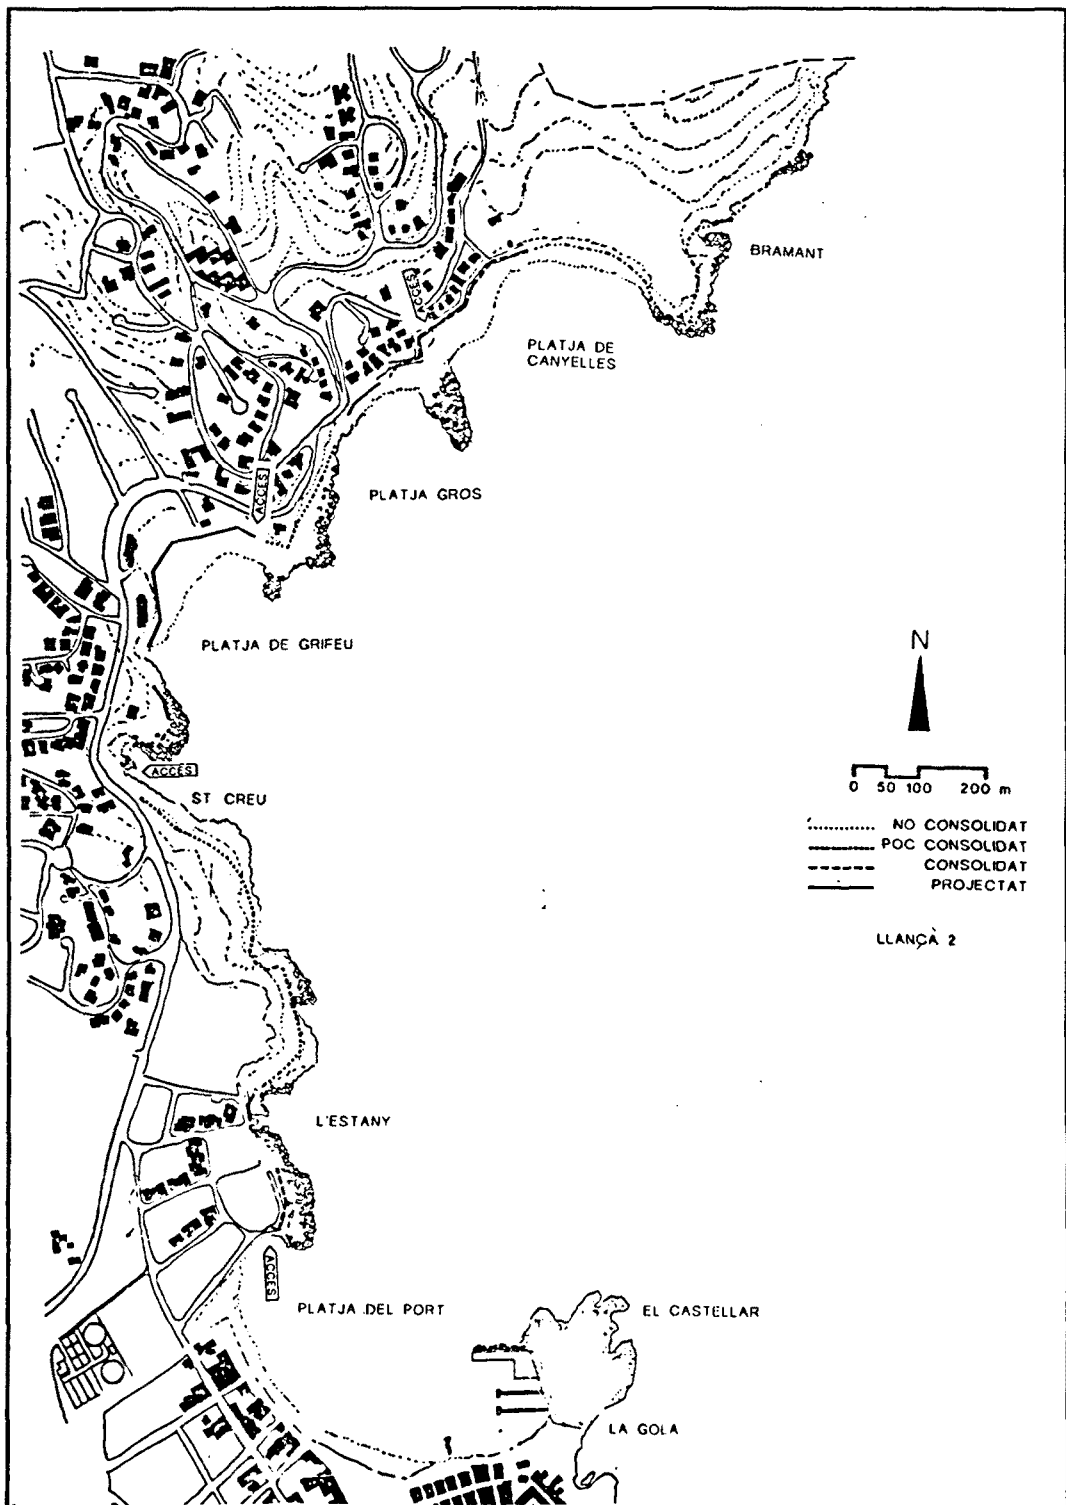 BRAMANT
ACCÉS
PLATJA DE
CANYELLES
PLATJA GROS
ACCÉS
PLATJA DE GRIFEU
N
ACCÉS
ST CREU
0 50 100 200 m
NO CONSOLIDAT
POC CONSOLIDAT
CONSOLIDAT
PROJECTAT
LLANÇÀ 2
L'ESTANY
ACCÉS
PLATJA DEL PORT
EL CASTELLAR
LA GOLA